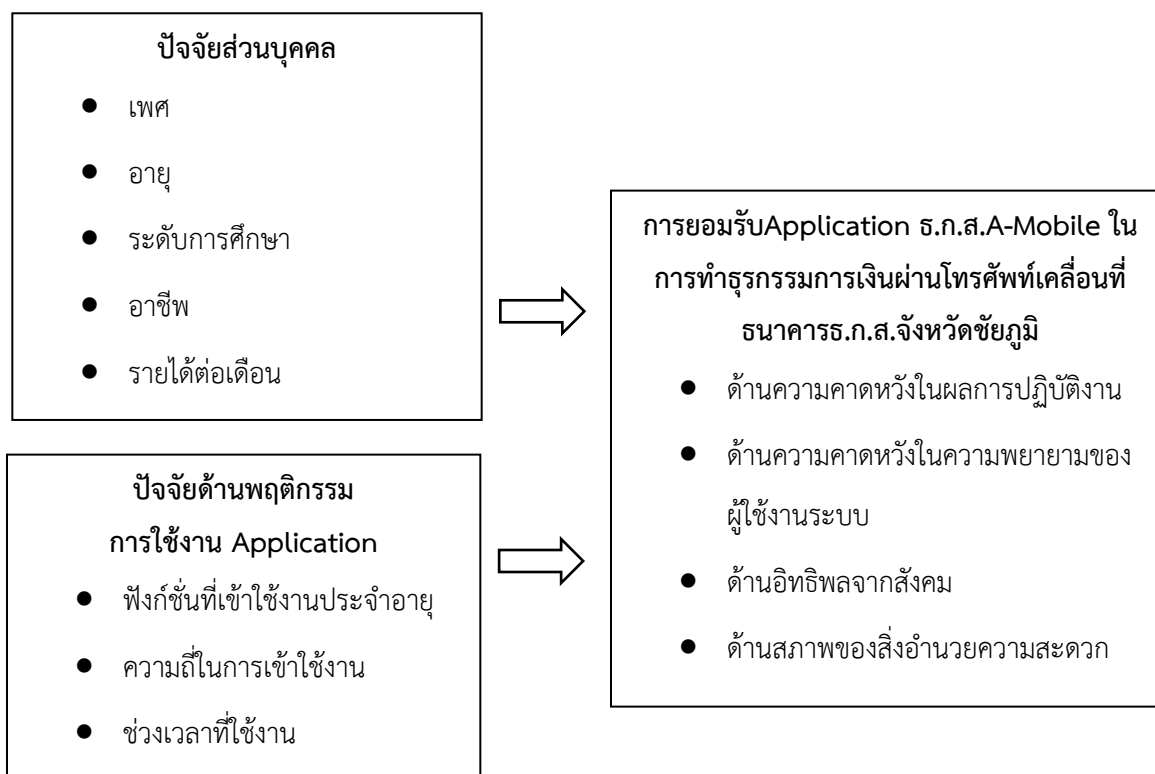 ปัจจัยส่วนบุคคล
● เพศ
● อายุ
● ระดับการศึกษา
● อาชีพ
● รายได้ต่อเดือน
ปัจจัยด้านพฤติกรรม
การใช้งาน Application
● ฟังก์ชั่นที่เข้าใช้งานประจำอายุ
● ความถี่ในการเข้าใช้งาน
● ช่วงเวลาที่ใช้งาน
การยอมรับApplication ธ.ก.ส.A-Mobile ใน
การทำธุรกรรมการเงินผ่านโทรศัพท์เคลื่อนที่
ธนาคารธ.ก.ส.จังหวัดชัยภูมิ
● ด้านความคาดหวังในผลการปฏิบัติงาน
● ด้านความคาดหวังในความพยายามของ
ผู้ใช้งานระบบ
● ด้านอิทธิพลจากสังคม
● ด้านสภาพของสิ่งอำนวยความสะดวก